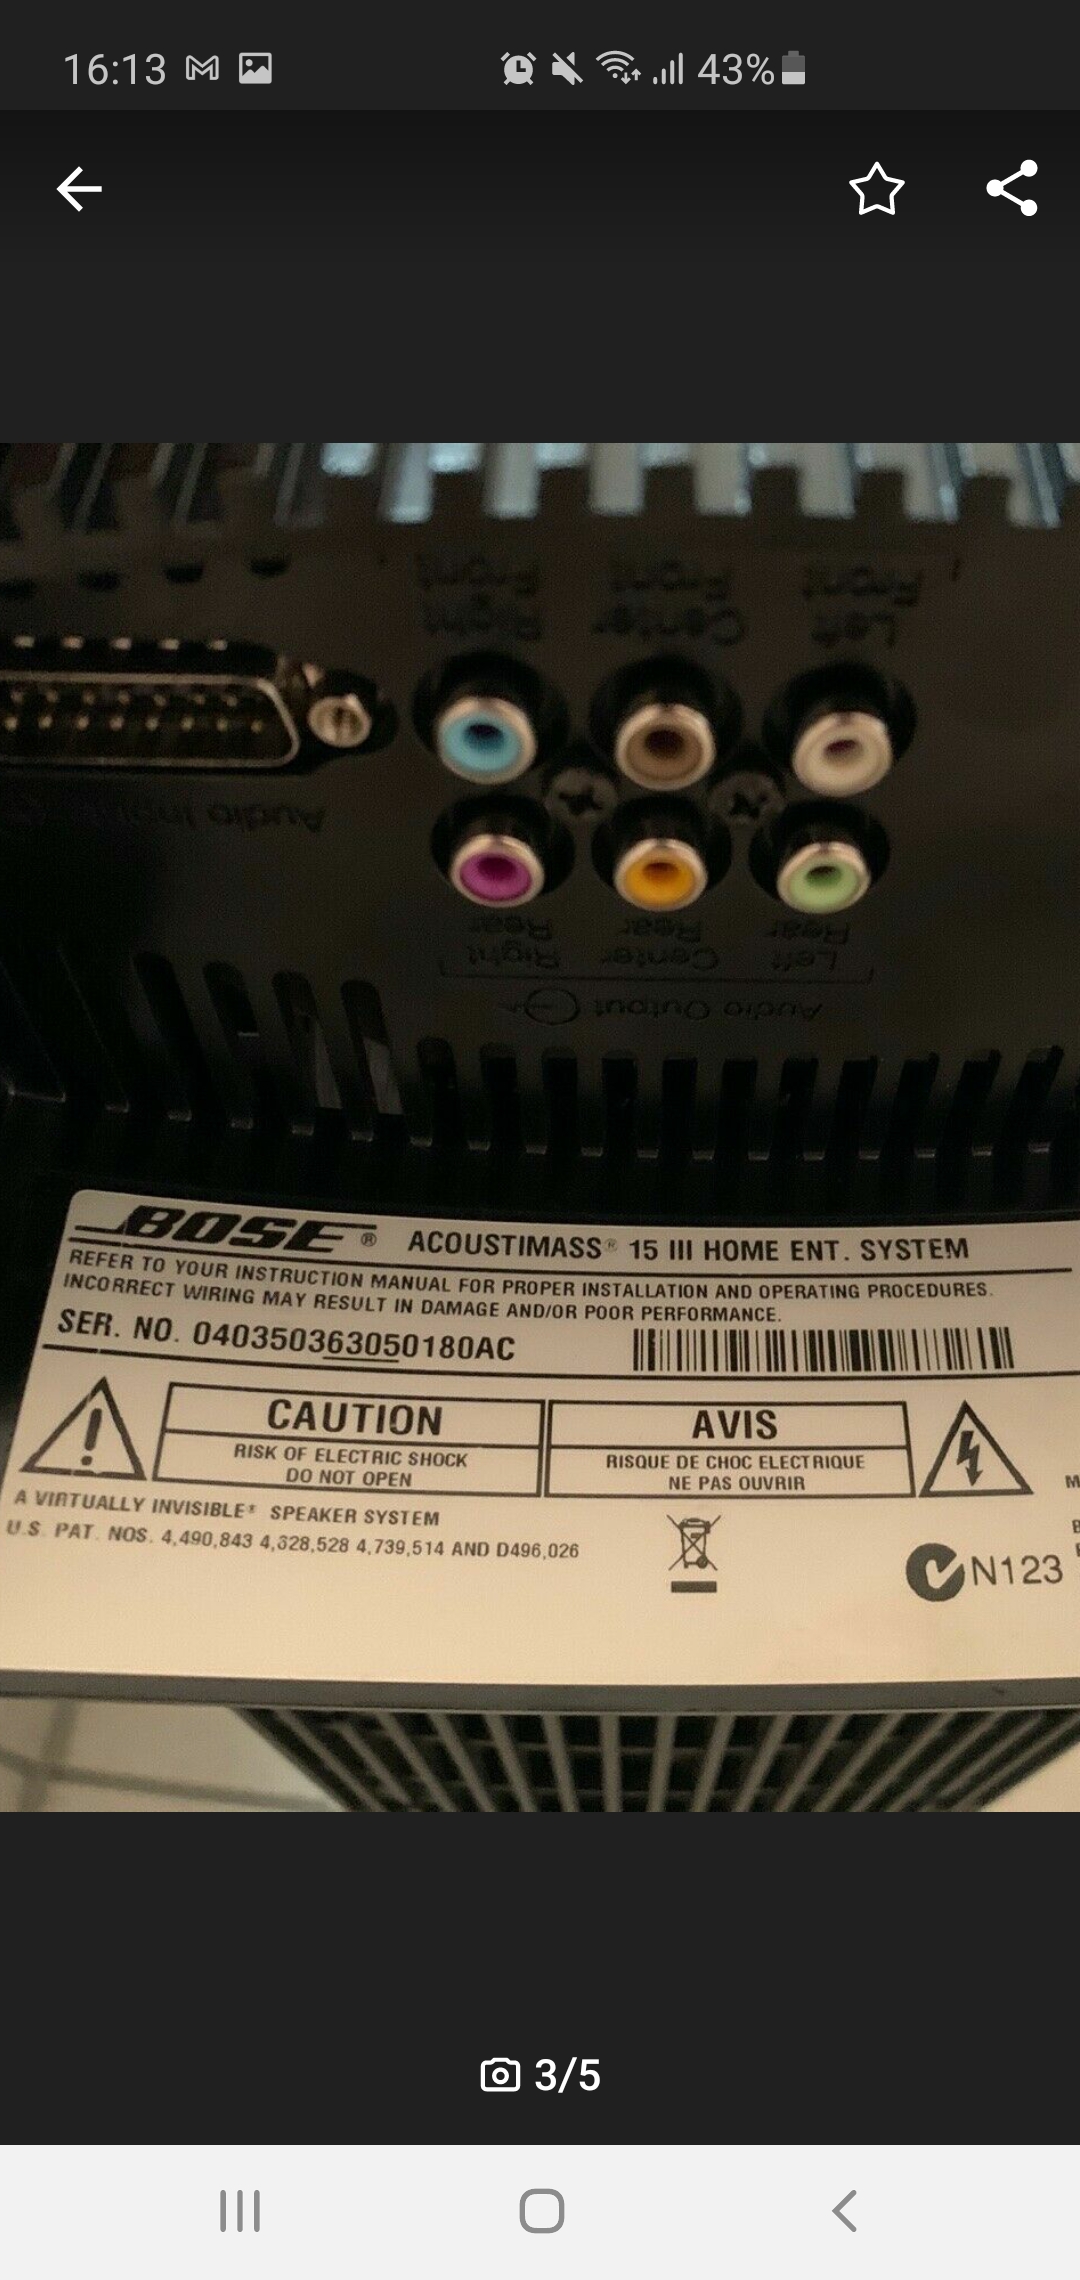 16:13
43%
Right Front
Center Front
Left Front
Audio Input
Right Rear
Center Rear
Left Rear
Audio Output
BOSE® ACOUSTIMASS® 15 III HOME ENT. SYSTEM
REFER TO YOUR INSTRUCTION MANUAL FOR PROPER INSTALLATION AND OPERATING PROCEDURES.
INCORRECT WIRING MAY RESULT IN DAMAGE AND/OR POOR PERFORMANCE.
SER. NO. 040350363050180AC
CAUTION
RISK OF ELECTRIC SHOCK
DO NOT OPEN
AVIS
RISQUE DE CHOC ELECTRIQUE
NE PAS OUVRIR
A VIRTUALLY INVISIBLE® SPEAKER SYSTEM
U.S. PAT. NOS. 4,490,843 4,628,528 4,739,514 AND D496,026
N123
3/5